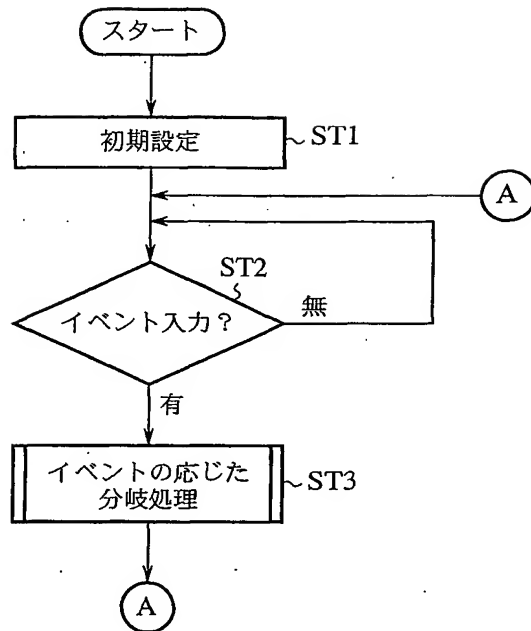 スタート
初期設定
ST1
A
ST2
イベント入力？
無
有
イベントの応じた
分岐処理
ST3
A